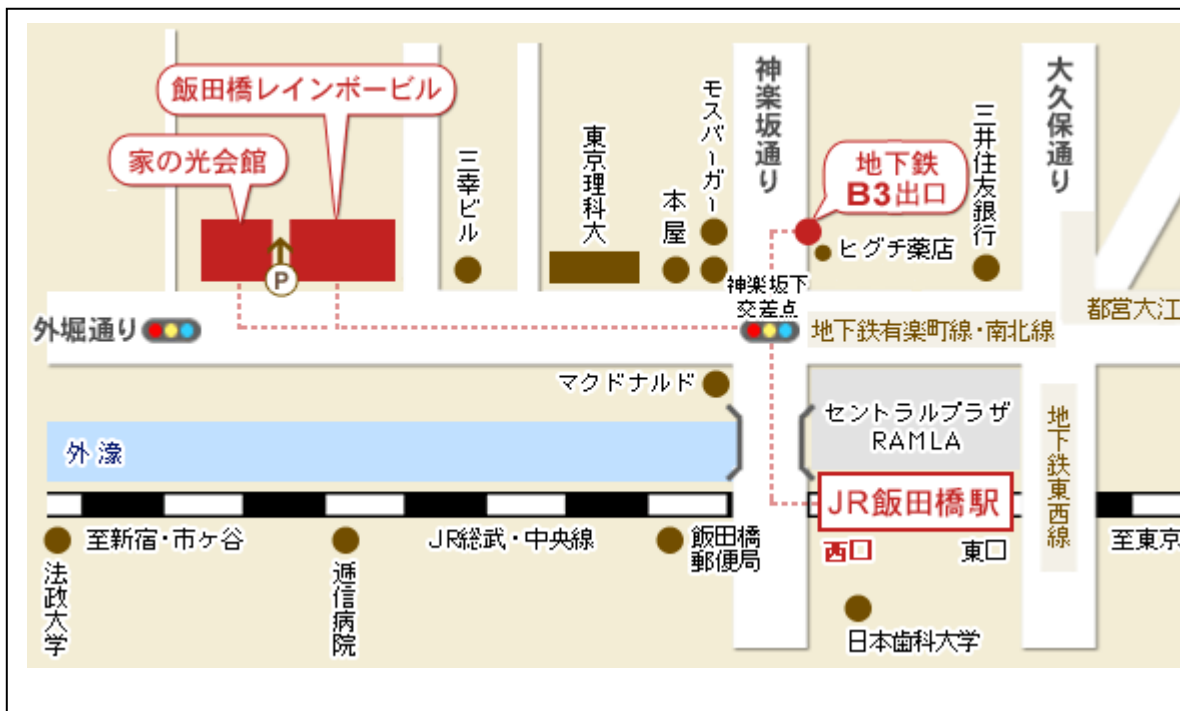 飯田橋レインボービル
家の光会館
P
三幸ビル
東京理科大
本屋
モスバーガー
神楽坂通り
地下鉄
B3出口
ヒグチ薬店
三井住友銀行
大久保通り
外堀通り
神楽坂下
交差点
地下鉄有楽町線・南北線
都営大江
マクドナルド
セントラルプラザ
RAMLA
外濠
地下鉄東西線
JR飯田橋駅
至新宿・市ヶ谷
JR総武・中央線
飯田橋
郵便局
西口
東口
至東京
法政大学
逓信病院
日本歯科大学